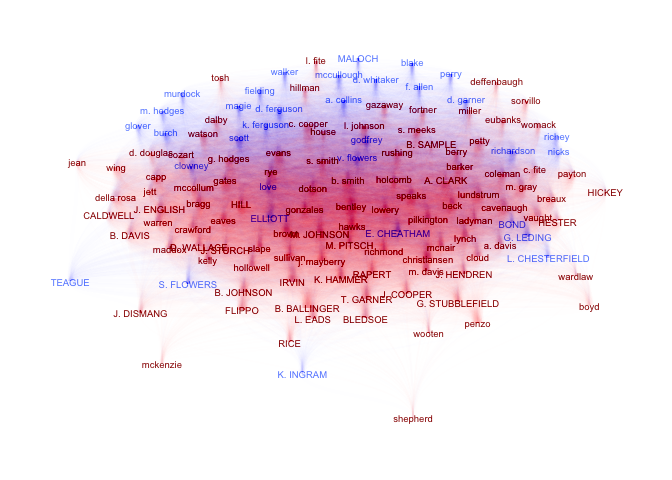 l. fite
MALOCH
walker
mccullough
blake
tosh
hillman
d. whitaker
perry
deffenbaugh
murdock
fielding
f. allen
magie
a. collins
gazaway
d. garner
sorvillo
m. hodges
d. ferguson
fortner
miller
dalby
eubanks
glover
k. ferguson
c. cooper
l. johnson
womack
burch
watson
house
s. meeks
scott
godfrey
petty
richey
B. SAMPLE
d. douglas
cozart
evans
rushing
berry
richardson
nicks
jean
g. hodges
s. smith
v. flowers
wing
clowney
barker
rye
coleman
c. fite
payton
capp
gates
b. smith
holcomb
A. CLARK
mccollum
love
dotson
m. gray
jett
HICKEY
della rosa
speaks
lundstrum
breaux
bragg
HILL
bentley
beck
CALDWELL
J. ENGLISH
gonzales
lowery
cavenaugh
ELLIOTT
vaught
warren
eaves
pilkington
ladyman
HESTER
crawford
hawks
BOND
B. DAVIS
brown
M. JOHNSON
E. CHEATHAM
lynch
G. LEDING
maddox
D. WALLACE
J. STURCH
slape
M. PITSCH
mcnair
a. davis
richmond
kelly
sullivan
j. mayberry
christiansen
cloud
L. CHESTERFIELD
hollowell
m. davis
RAPERT
J. HENDREN
wardlaw
TEAGUE
S. FLOWERS
IRVIN
K. HAMMER
B. JOHNSON
J. COOPER
T. GARNER
G. STUBBLEFIELD
boyd
J. DISMANG
FLIPPO
B. BALLINGER
L. EADS
BLEDSOE
penzo
wooten
RICE
mckenzie
K. INGRAM
shepherd